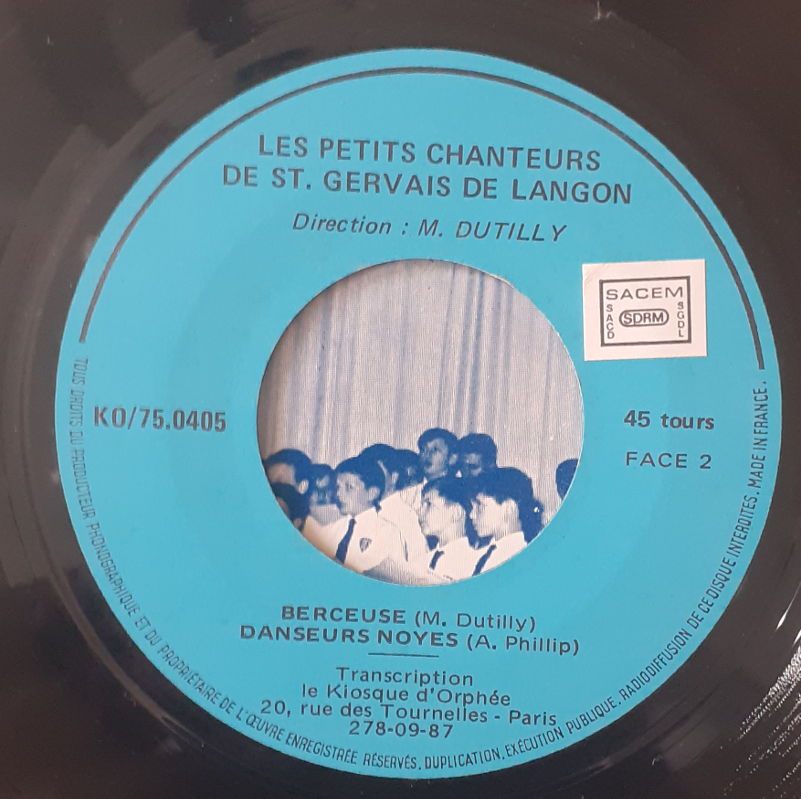 LES PETITS CHANTEURS
DE ST. GERVAIS DE LANGON
Direction : M. DUTILLY
SACEM
SACD
SDRM
SGDL
KO/75.0405
45 tours
FACE 2
BERCEUSE (M. Dutilly)
DANSEURS NOYES (A. Phillip)
Transcription
le Kiosque d'Orphée
20, rue des Tournelles - Paris
278-09-87
TOUS DROITS DU PRODUCTEUR PHONOGRAPHIQUE ET DU PROPRIÉTAIRE DE L'ŒUVRE ENREGISTRÉE RÉSERVÉS. DUPLICATION. EXÉCUTION PUBLIQUE. RADIODIFFUSION DE CE DISQUE INTERDITES. MADE IN FRANCE.